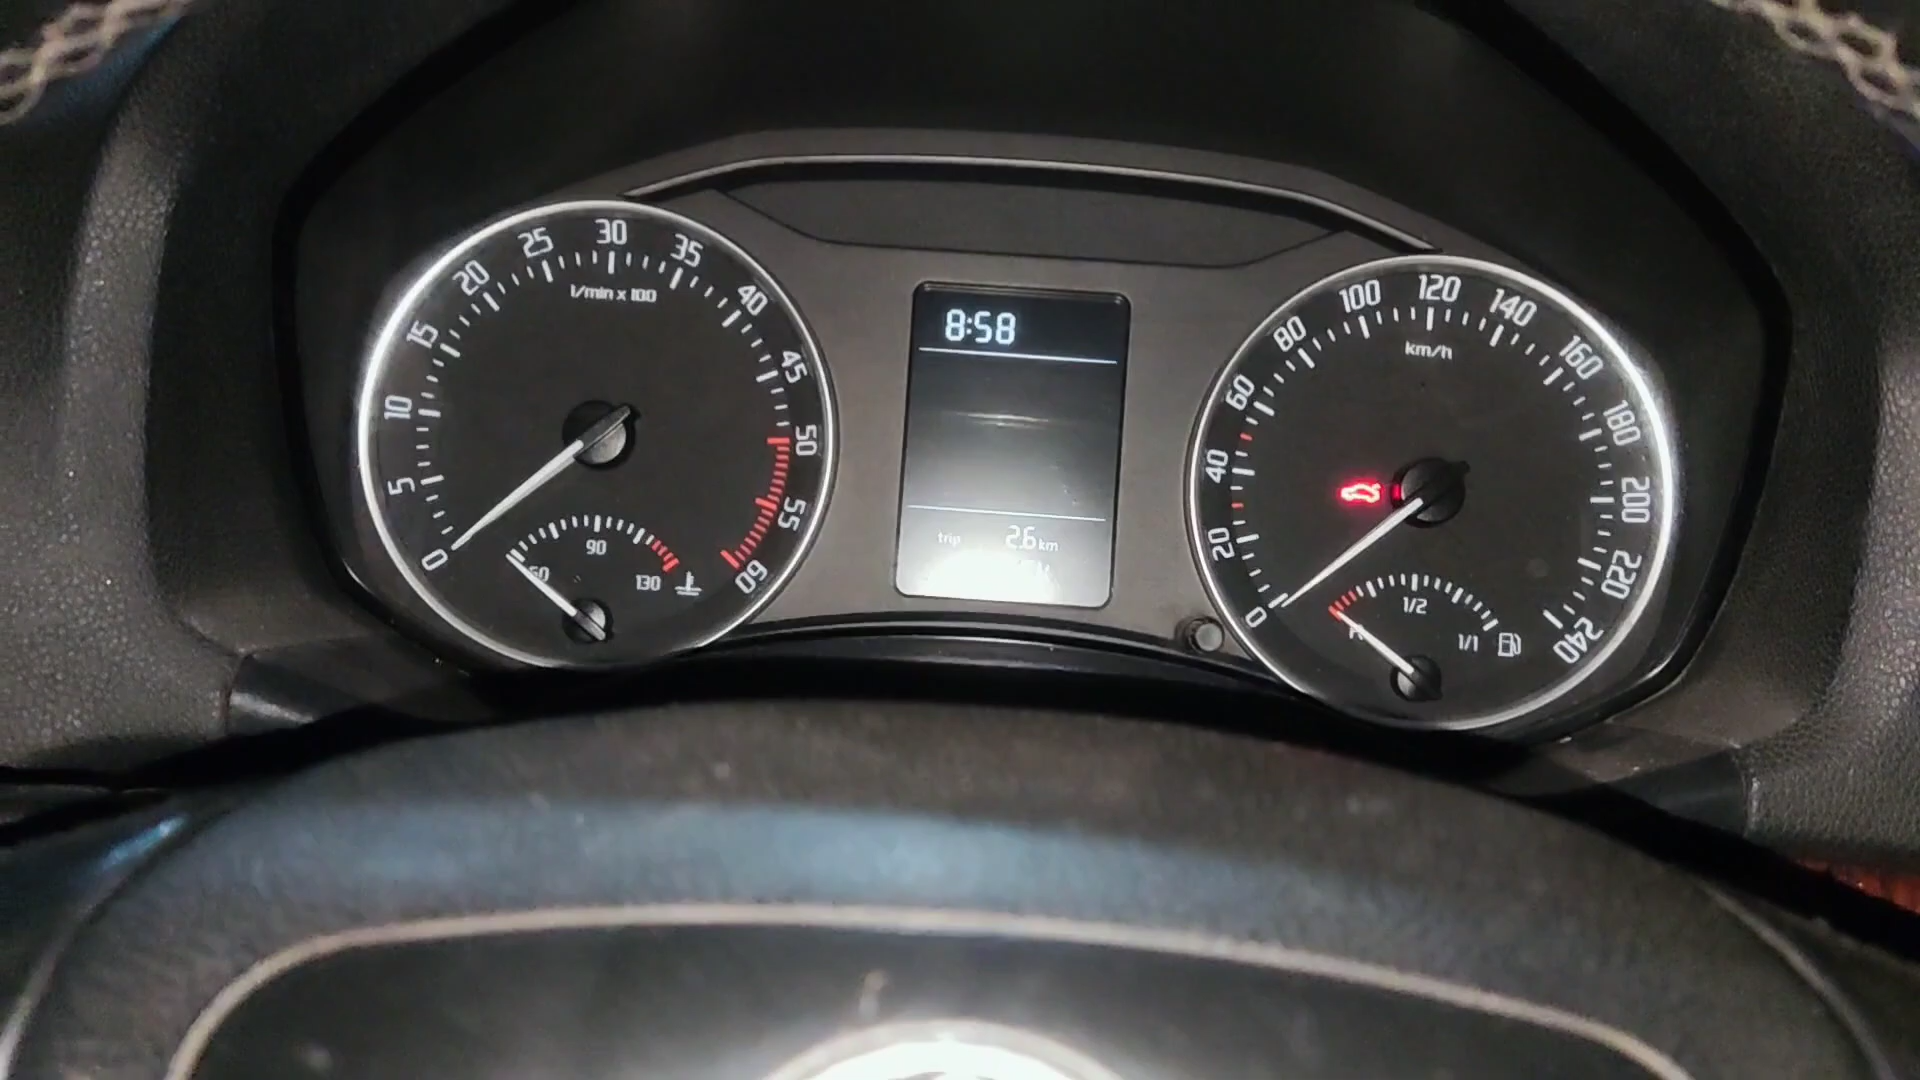 0 5 10 15 20 25 30 35 40 45 50 55 60
1/min x 100
90
130
8:58
trip 2.6 km
0 20 40 60 80 100 120 140 160 180 200 220 240
km/h
1/2
1/1